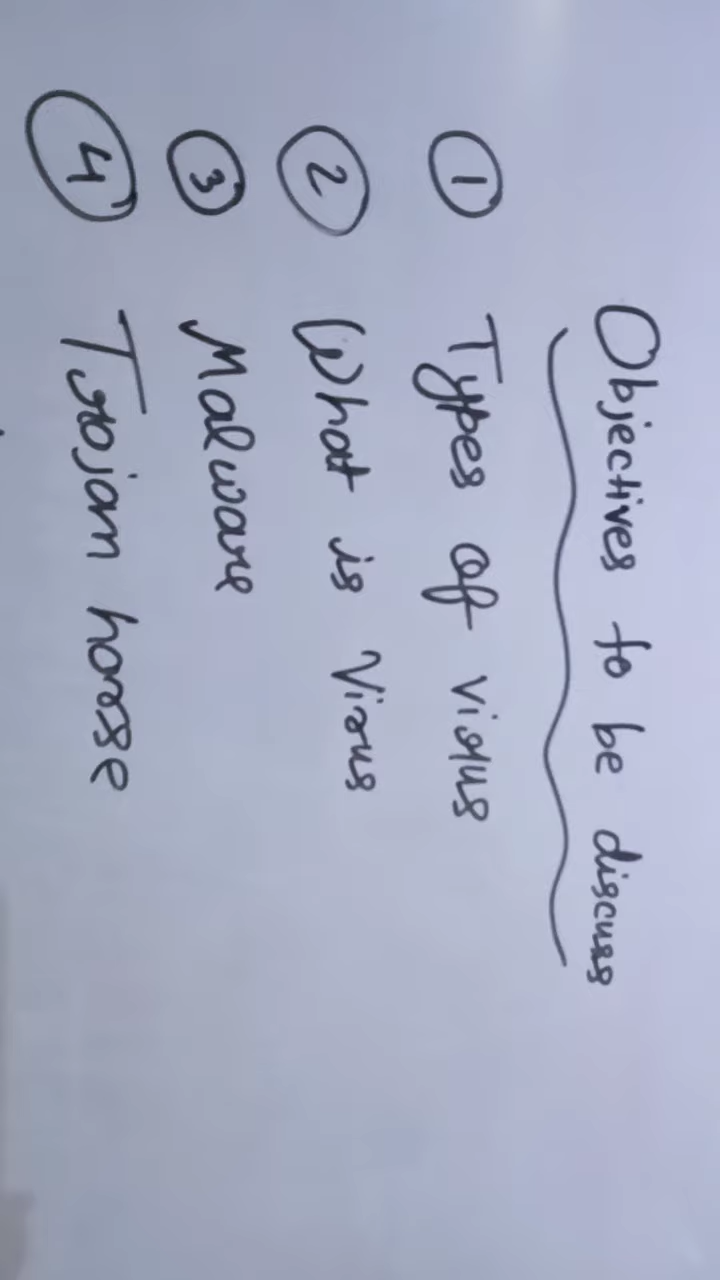 Objectives to be discuss
① Types of virus
② What is Virus
③ Malware
④ Trojan horse